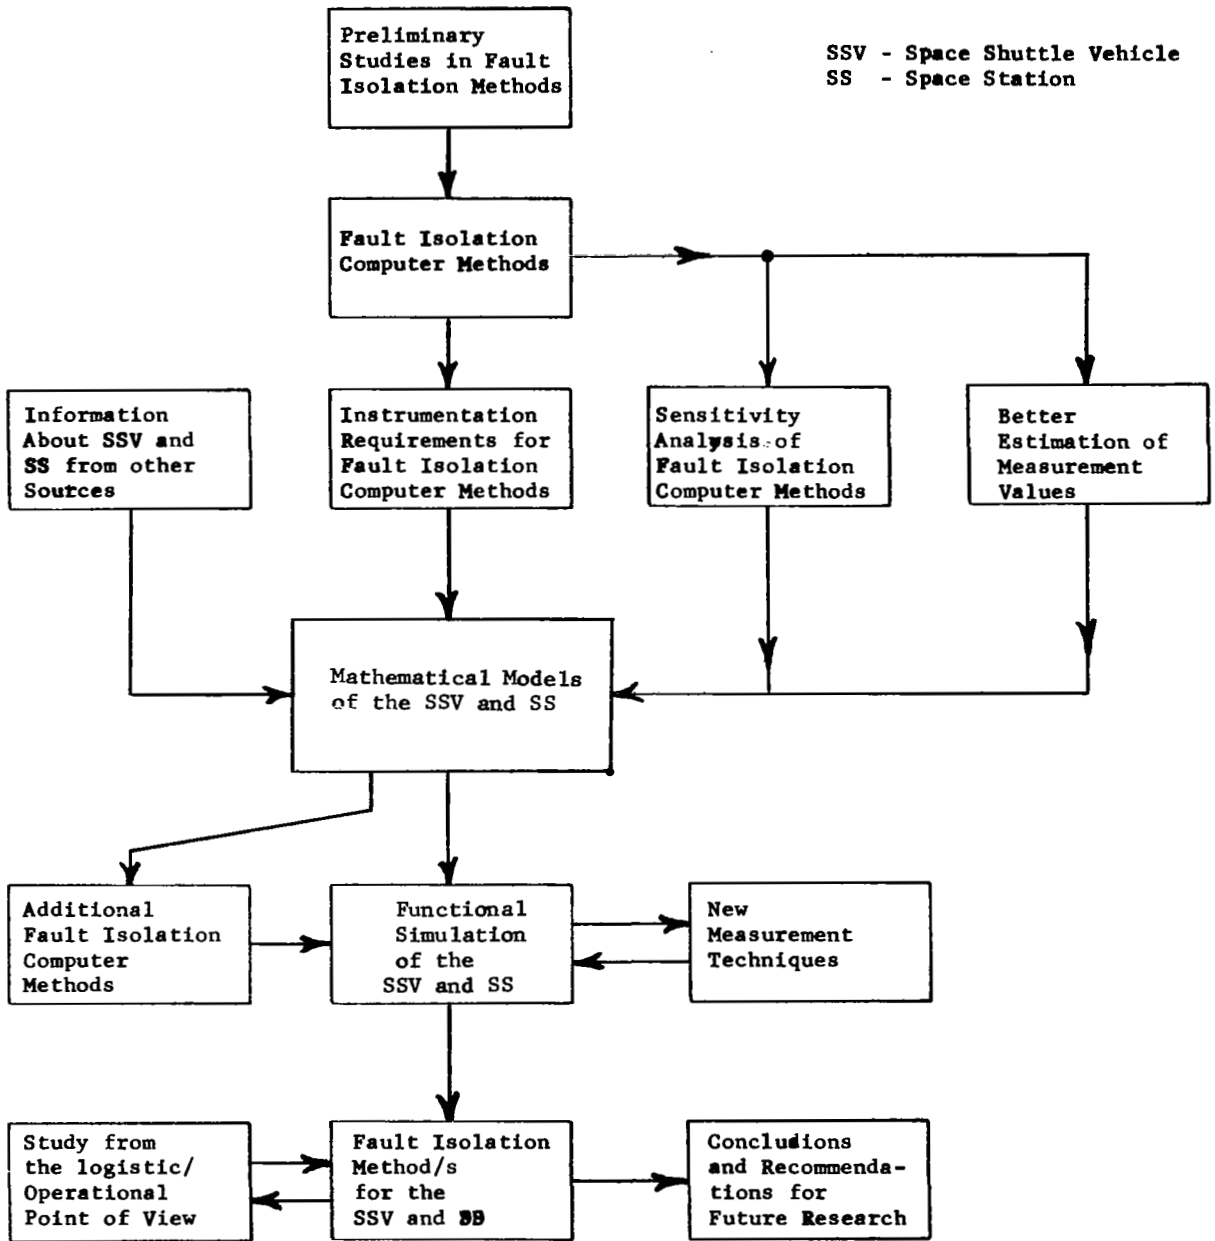 Preliminary
Studies in Fault
Isolation Methods
SSV - Space Shuttle Vehicle
SS - Space Station
Fault Isolation
Computer Methods
Information
About SSV and
SS from other
Sources
Instrumentation
Requirements for
Fault Isolation
Computer Methods
Sensitivity
Analysis of
Fault Isolation
Computer Methods
Better
Estimation of
Measurement
Values
Mathematical Models
of the SSV and SS
Additional
Fault Isolation
Computer
Methods
Functional
Simulation
of the
SSV and SS
New
Measurement
Techniques
Study from
the logistic/
Operational
Point of View
Fault Isolation
Method/s
for the
SSV and SS
Concludions
and Recommenda-
tions for
Future Research